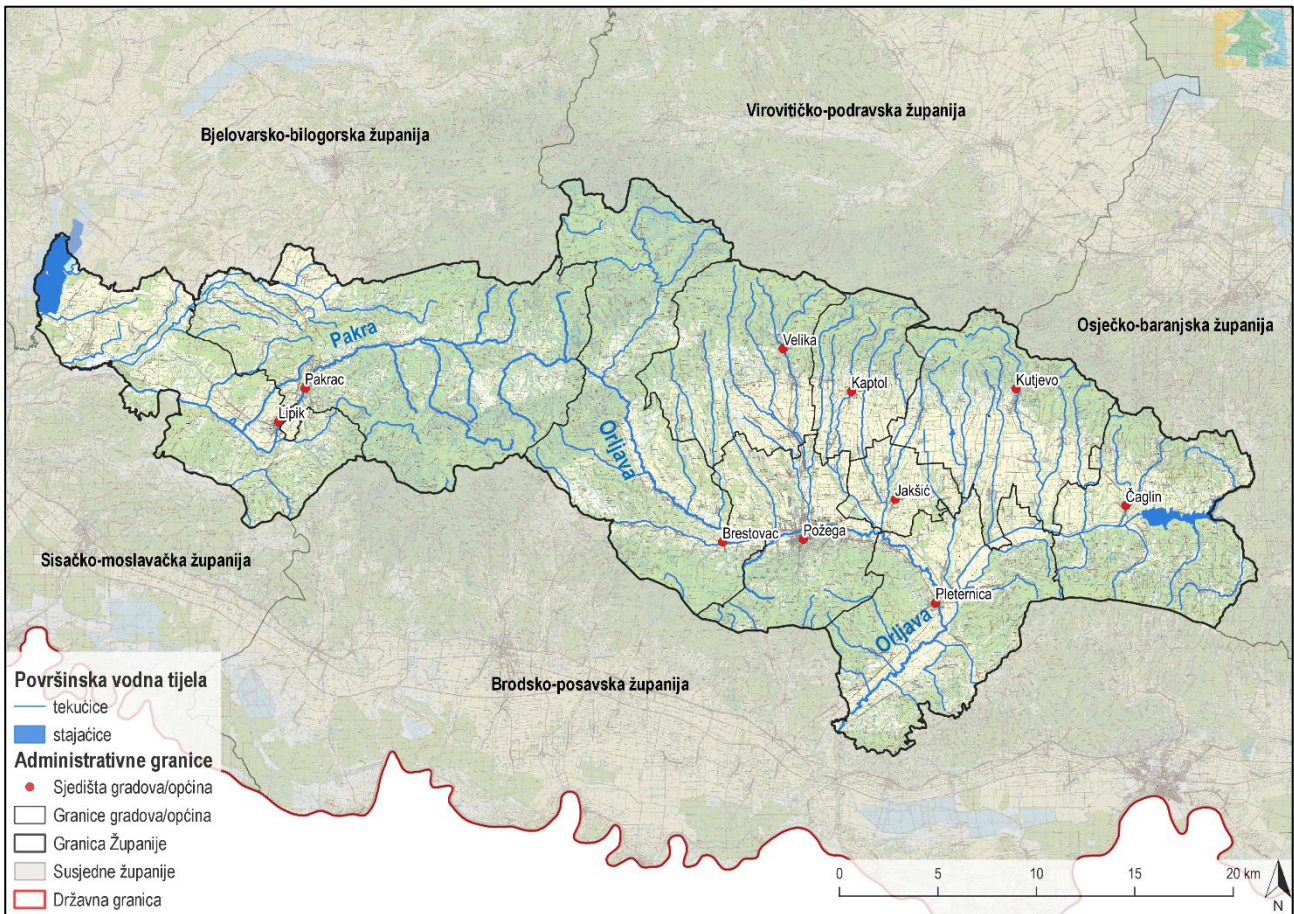 Virovitičko-podravska županija
Bjelovarsko-bilogorska županija
Osječko-baranjska županija
Pakra
Velika
Kaptol
Kutjevo
Pakrac
Lipik
Orljava
Jakšić
Čaglin
Brestovac
Požega
Sisačko-moslavačka županija
Pleternica
Orljava
Brodsko-posavska županija
Površinska vodna tijela
tekućice
stajaćice
Administrativne granice
Sjedišta gradova/općina
Granice gradova/općina
Granica Županije
Susjedne županije
Državna granica
0 5 10 15 20 km
N